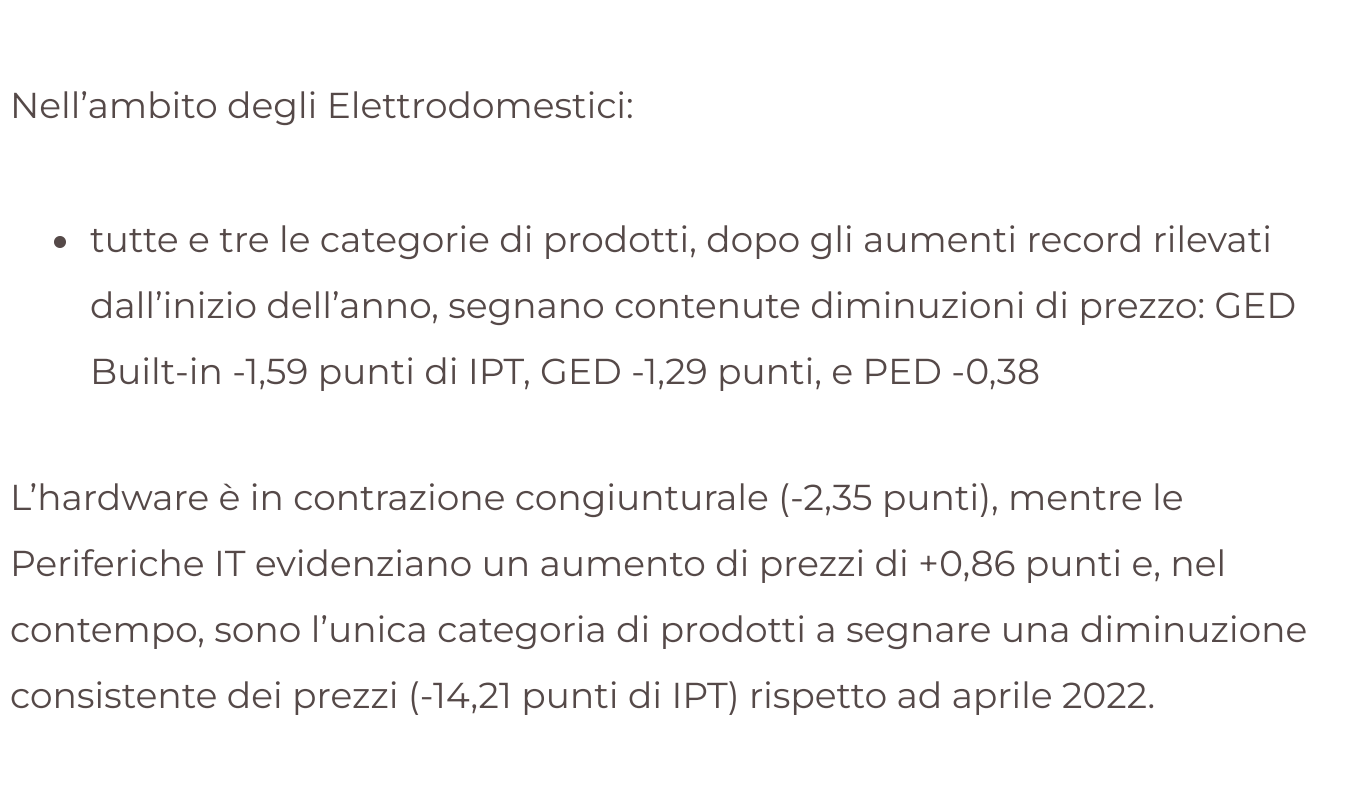 Nell’ambito degli Elettrodomestici:
• tutte e tre le categorie di prodotti, dopo gli aumenti record rilevati
dall’inizio dell’anno, segnano contenute diminuzioni di prezzo: GED
Built-in -1,59 punti di IPT, GED -1,29 punti, e PED -0,38
L’hardware è in contrazione congiunturale (-2,35 punti), mentre le
Periferiche IT evidenziano un aumento di prezzi di +0,86 punti e, nel
contempo, sono l’unica categoria di prodotti a segnare una diminuzione
consistente dei prezzi (-14,21 punti di IPT) rispetto ad aprile 2022.